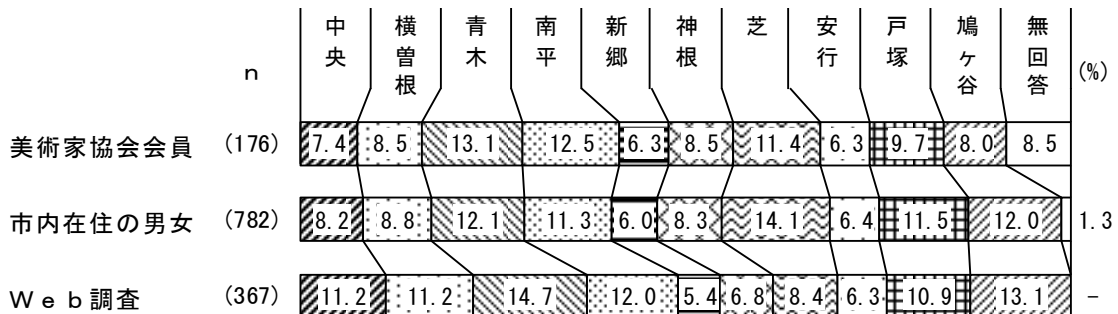 中央 横曽根 青木 南平 新郷 神根 芝 安行 戸塚 鳩ヶ谷 無回答
n (%)
美術家協会会員 (176) 7.4 8.5 13.1 12.5 6.3 8.5 11.4 6.3 9.7 8.0 8.5
市内在住の男女 (782) 8.2 8.8 12.1 11.3 6.0 8.3 14.1 6.4 11.5 12.0 1.3
Ｗｅｂ調査 (367) 11.2 11.2 14.7 12.0 5.4 6.8 8.4 6.3 10.9 13.1 -